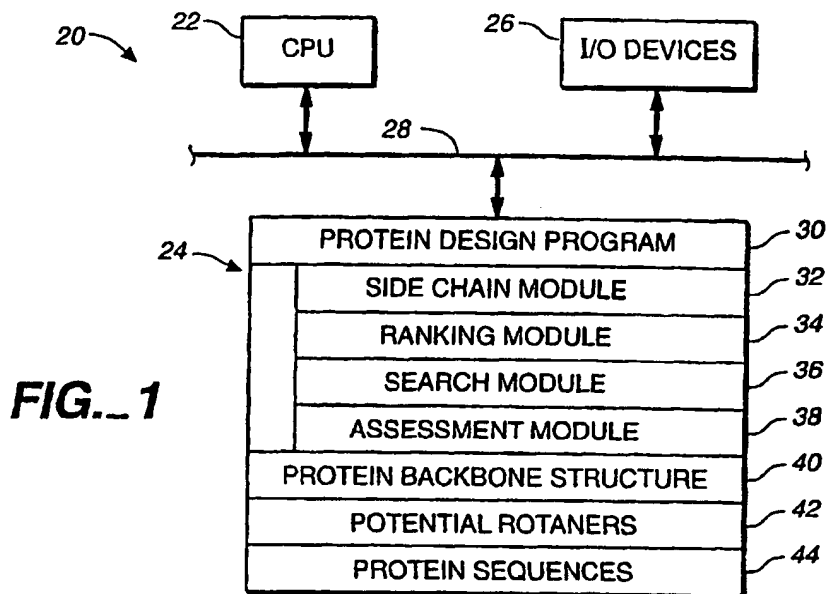 20
22
CPU
26
I/O DEVICES
28
PROTEIN DESIGN PROGRAM
30
24
SIDE CHAIN MODULE
32
RANKING MODULE
34
SEARCH MODULE
36
ASSESSMENT MODULE
38
PROTEIN BACKBONE STRUCTURE
40
POTENTIAL ROTANERS
42
PROTEIN SEQUENCES
44
FIG._1